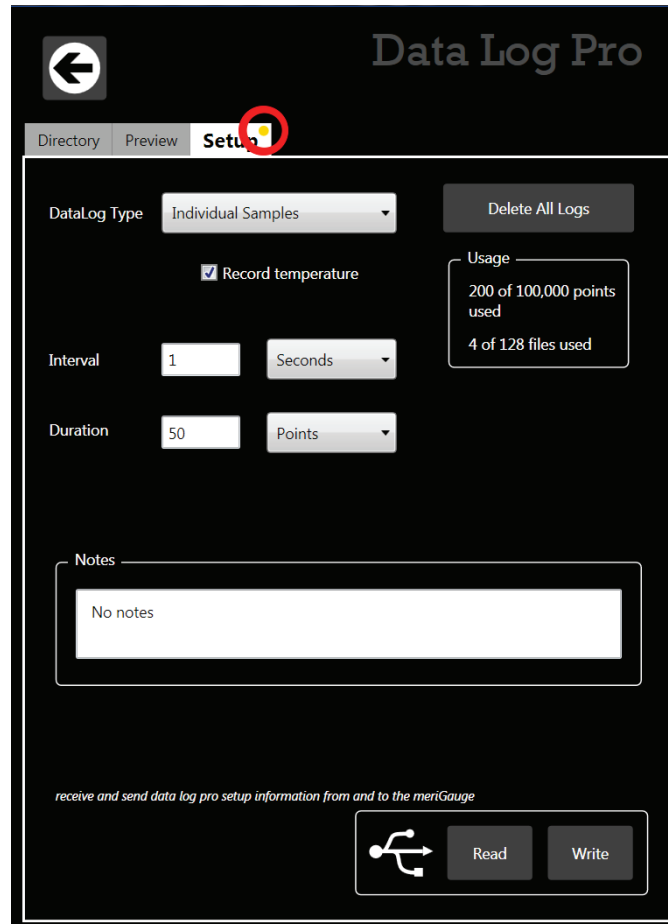 Data Log Pro
Directory Preview Setup
DataLog Type Individual Samples Delete All Logs
Record temperature
Usage
200 of 100,000 points
used
4 of 128 files used
Interval 1 Seconds
Duration 50 Points
Notes
No notes
receive and send data log pro setup information from and to the meriGauge
Read Write